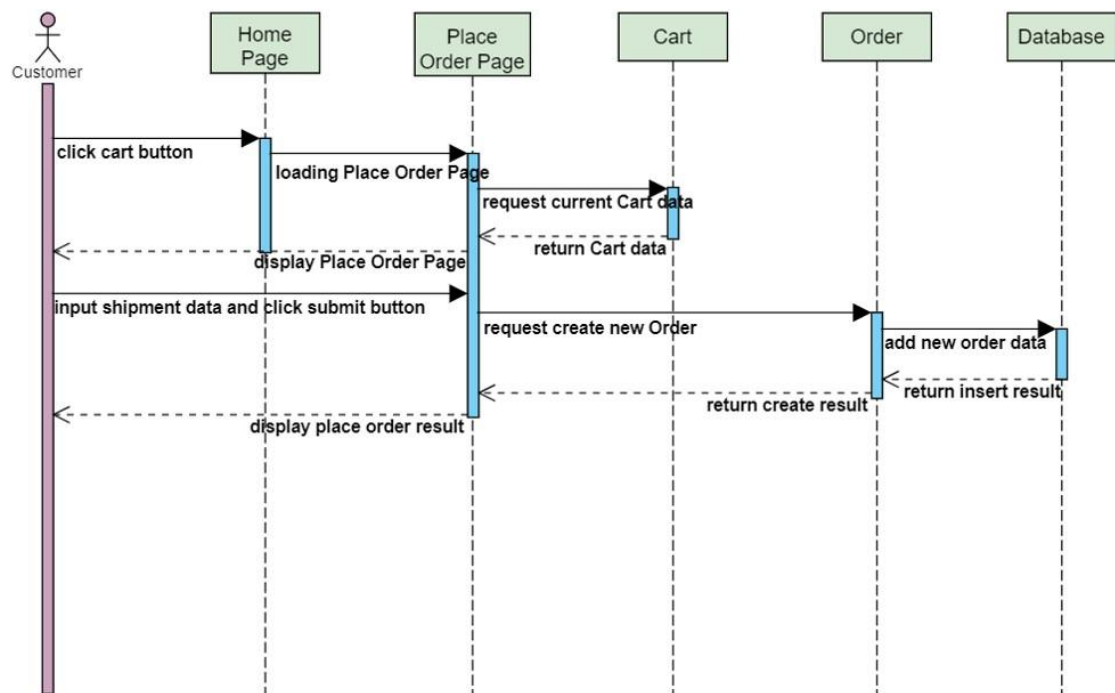 Customer
Home
Page
Place
Order Page
Cart
Order
Database
click cart button
loading Place Order Page
request current Cart data
return Cart data
display Place Order Page
input shipment data and click submit button
request create new Order
add new order data
return insert result
return create result
display place order result